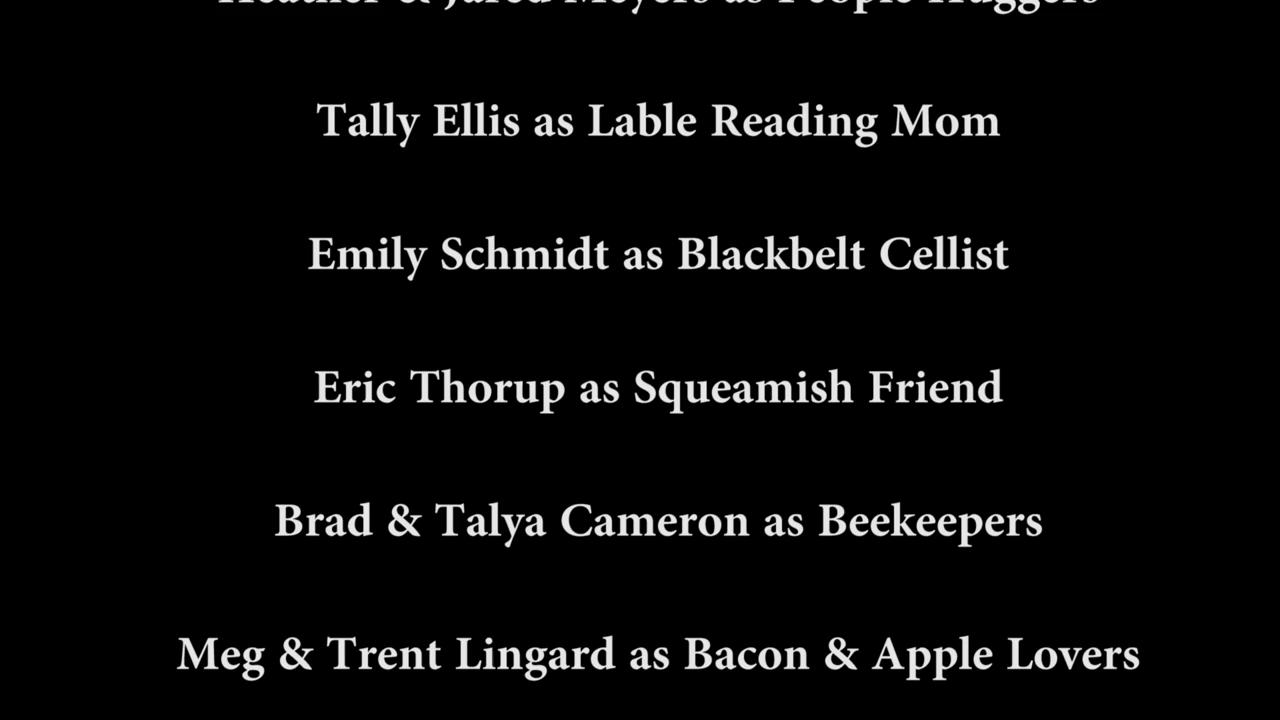 Heather & Jared Meyers as People Huggers
Tally Ellis as Lable Reading Mom
Emily Schmidt as Blackbelt Cellist
Eric Thorup as Squeamish Friend
Brad & Talya Cameron as Beekeepers
Meg & Trent Lingard as Bacon & Apple Lovers